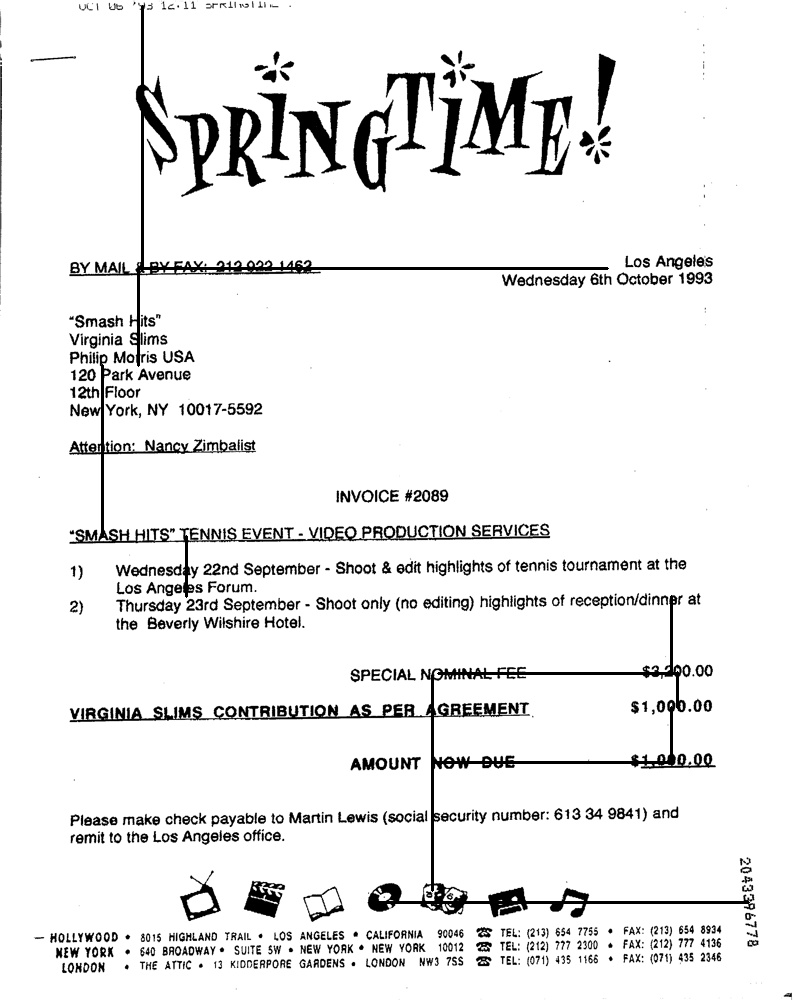 OCT 06 '93 12:11 SPRINGTIME
SPRINGTIME!
BY MAIL & BY FAX: 212 922 1462
Los Angeles
Wednesday 6th October 1993
"Smash Hits"
Virginia Slims
Philip Morris USA
120 Park Avenue
12th Floor
New York, NY 10017-5592
Attention: Nancy Zimbalist
INVOICE #2089
"SMASH HITS" TENNIS EVENT - VIDEO PRODUCTION SERVICES
1) Wednesday 22nd September - Shoot & edit highlights of tennis tournament at the
Los Angeles Forum.
2) Thursday 23rd September - Shoot only (no editing) highlights of reception/dinner at
the Beverly Wilshire Hotel.
SPECIAL NOMINAL FEE $3,200.00
VIRGINIA SLIMS CONTRIBUTION AS PER AGREEMENT $1,000.00
AMOUNT NOW DUE $1,000.00
Please make check payable to Martin Lewis (social security number: 613 34 9841) and
remit to the Los Angeles office.
2043396778
HOLLYWOOD • 8015 HIGHLAND TRAIL • LOS ANGELES • CALIFORNIA 90046 ☎ TEL: (213) 654 7755 • FAX: (213) 654 8934
NEW YORK • 640 BROADWAY • SUITE 5W • NEW YORK • NEW YORK 10012 ☎ TEL: (212) 777 2300 • FAX: (212) 777 4136
LONDON • THE ATTIC • 13 KIDDERPORE GARDENS • LONDON NW3 7SS ☎ TEL: (071) 435 1166 • FAX: (071) 435 2346